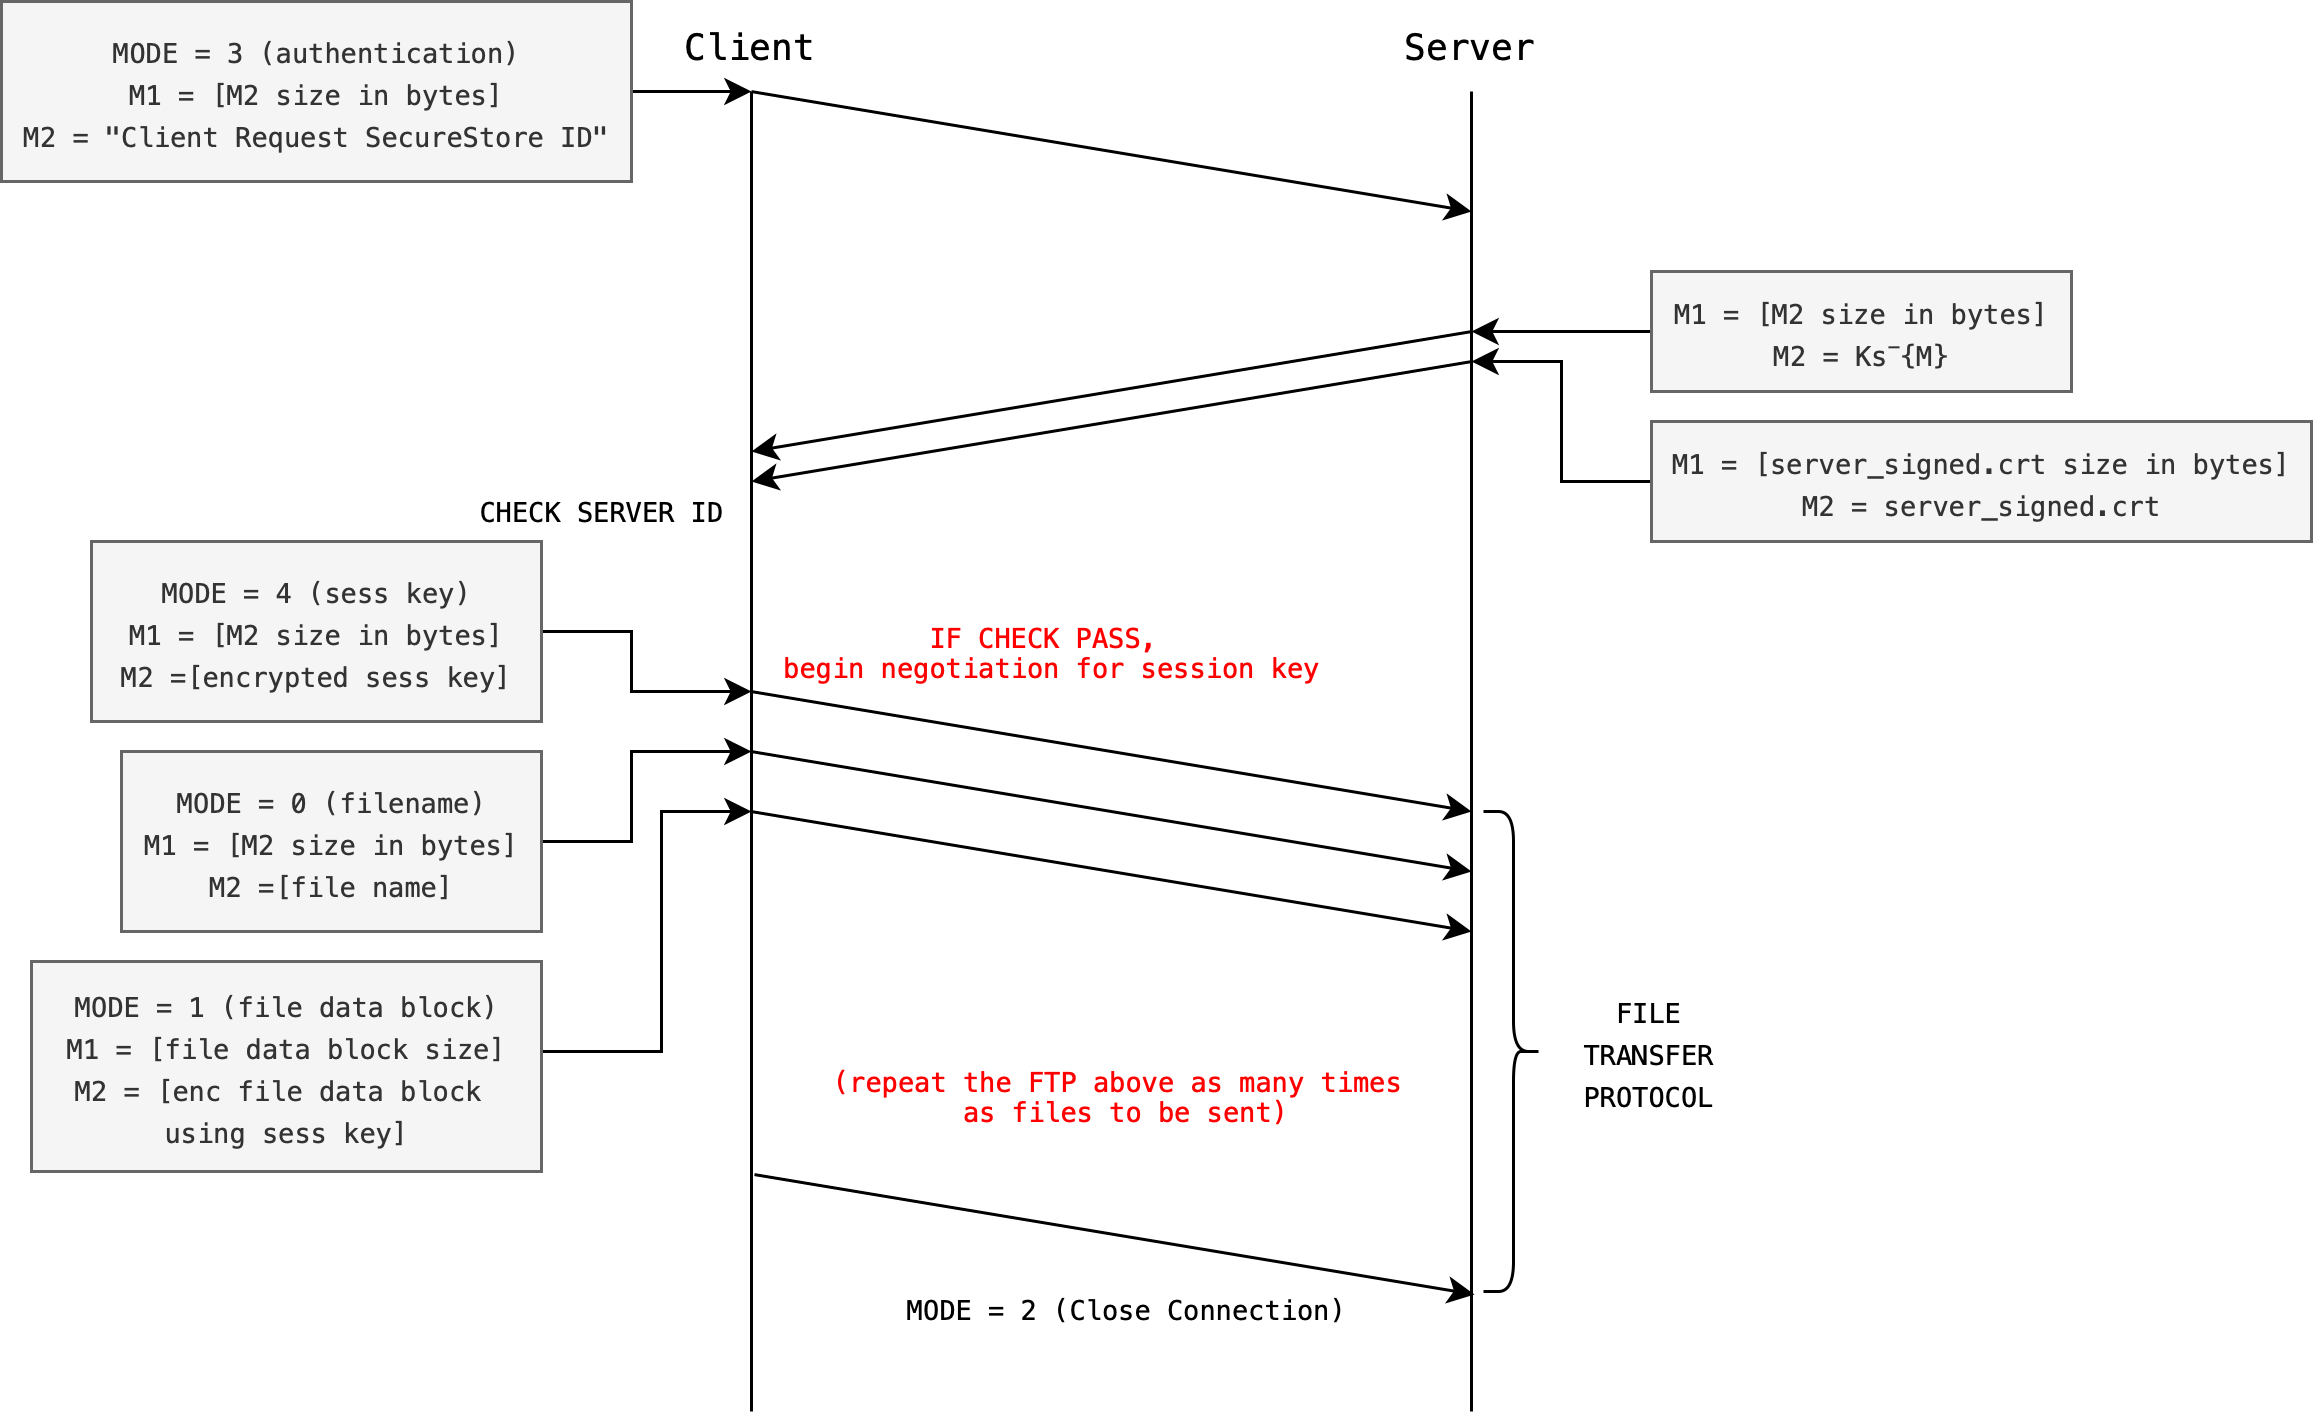 MODE = 3 (authentication)
M1 = [M2 size in bytes]
M2 = "Client Request SecureStore ID"
Client
Server
M1 = [M2 size in bytes]
M2 = Ks⁻{M}
M1 = [server_signed.crt size in bytes]
M2 = server_signed.crt
CHECK SERVER ID
MODE = 4 (sess key)
M1 = [M2 size in bytes]
M2 =[encrypted sess key]
IF CHECK PASS,
begin negotiation for session key
MODE = 0 (filename)
M1 = [M2 size in bytes]
M2 =[file name]
MODE = 1 (file data block)
M1 = [file data block size]
M2 = [enc file data block
using sess key]
(repeat the FTP above as many times
as files to be sent)
FILE
TRANSFER
PROTOCOL
MODE = 2 (Close Connection)